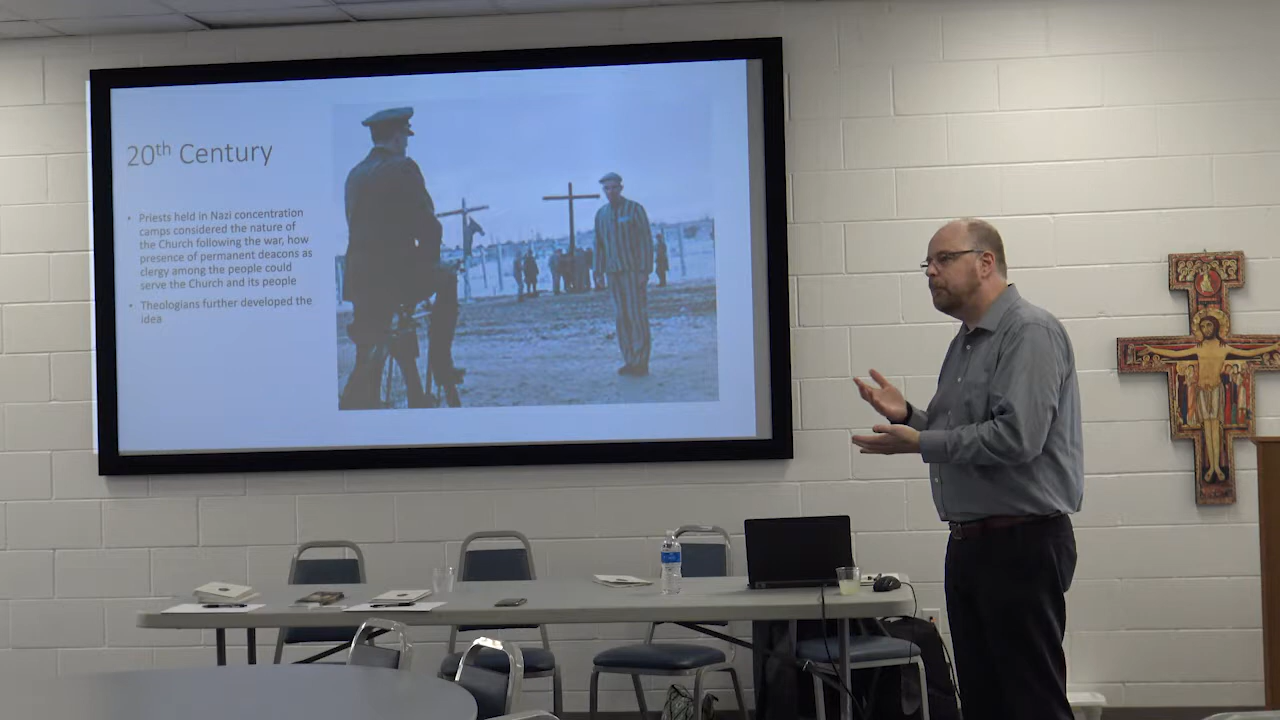 20th Century
• Priests held in Nazi concentration
camps considered the nature of
the Church following the war, how
presence of permanent deacons as
clergy among the people could
serve the Church and its people
• Theologians further developed the
idea